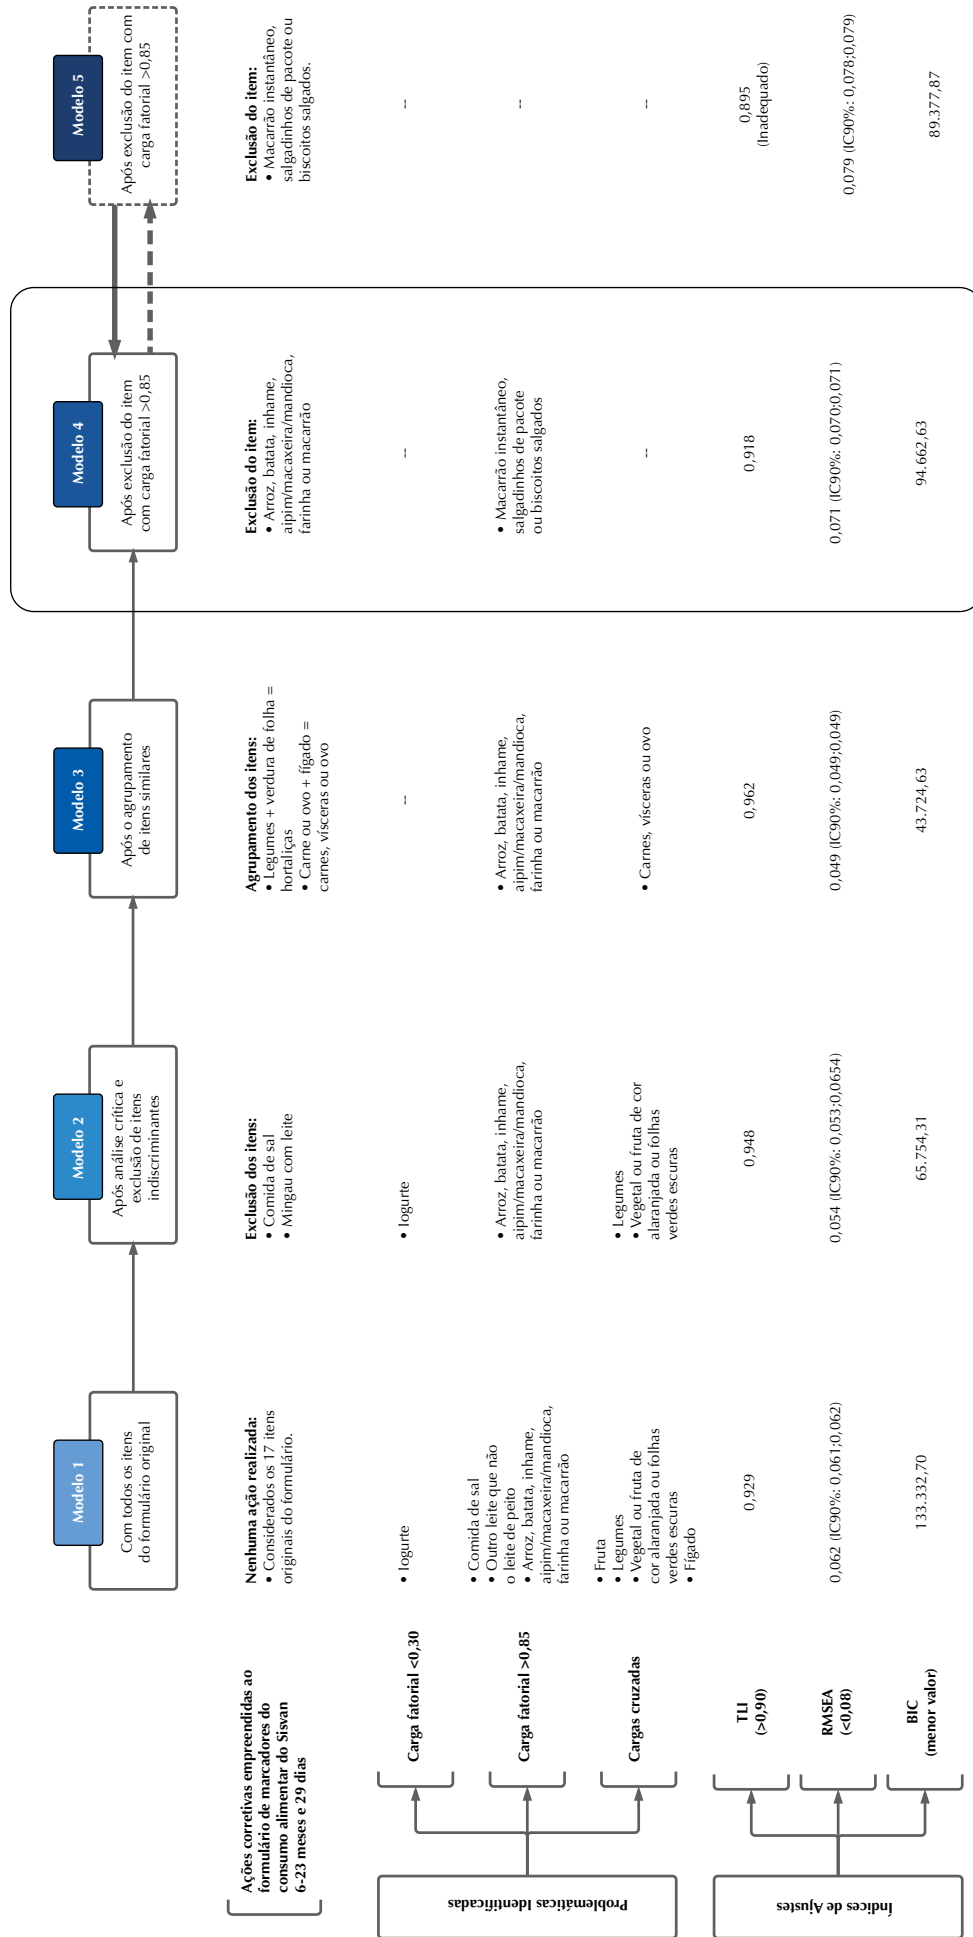 Modelo 1
Com todos os itens
do formulário original
Modelo 2
Após análise crítica e
exclusão de itens
indiscriminantes
Modelo 3
Após o agrupamento
de itens similares
Modelo 4
Após exclusão do item
com carga fatorial >0,85
Modelo 5
Após exclusão do item com
carga fatorial >0,85
Ações corretivas empreendidas ao
formulário de marcadores do
consumo alimentar do Sisvan
6-23 meses e 29 dias
Nenhuma ação realizada:
• Considerados os 17 itens
originais do formulário.
Exclusão dos itens:
• Comida de sal
• Mingau com leite
Agrupamento dos itens:
• Legumes + verdura de folha =
hortaliças
• Carne ou ovo + fígado =
carnes, vísceras ou ovo
Exclusão do item:
• Arroz, batata, inhame,
aipim/macaxeira/mandioca,
farinha ou macarrão
Exclusão do item:
• Macarrão instantâneo,
salgadinhos de pacote ou
biscoitos salgados.
Problemáticas Identificadas
Carga fatorial <0,30
• Iogurte
• Iogurte
--
--
--
Carga fatorial >0,85
• Comida de sal
• Outro leite que não
o leite de peito
• Arroz, batata, inhame,
aipim/macaxeira/mandioca,
farinha ou macarrão
• Arroz, batata, inhame,
aipim/macaxeira/mandioca,
farinha ou macarrão
• Arroz, batata, inhame,
aipim/macaxeira/mandioca,
farinha ou macarrão
• Macarrão instantâneo,
salgadinhos de pacote
ou biscoitos salgados
--
Cargas cruzadas
• Fruta
• Legumes
• Vegetal ou fruta de
cor alaranjada ou folhas
verdes escuras
• Fígado
• Legumes
• Vegetal ou fruta de cor
alaranjada ou folhas
verdes escuras
• Carnes, vísceras ou ovo
--
--
Índices de Ajustes
TLI
(>0,90)
0,929
0,948
0,962
0,918
0,895
(Inadequado)
RMSEA
(<0,08)
0,062 (IC90%: 0,061;0,062)
0,054 (IC90%: 0,053;0,0654)
0,049 (IC90%: 0,049;0,049)
0,071 (IC90%: 0,070;0,071)
0,079 (IC90%: 0,078;0,079)
BIC
(menor valor)
133.332,70
65.754,31
43.724,63
94.662,63
89.377,87